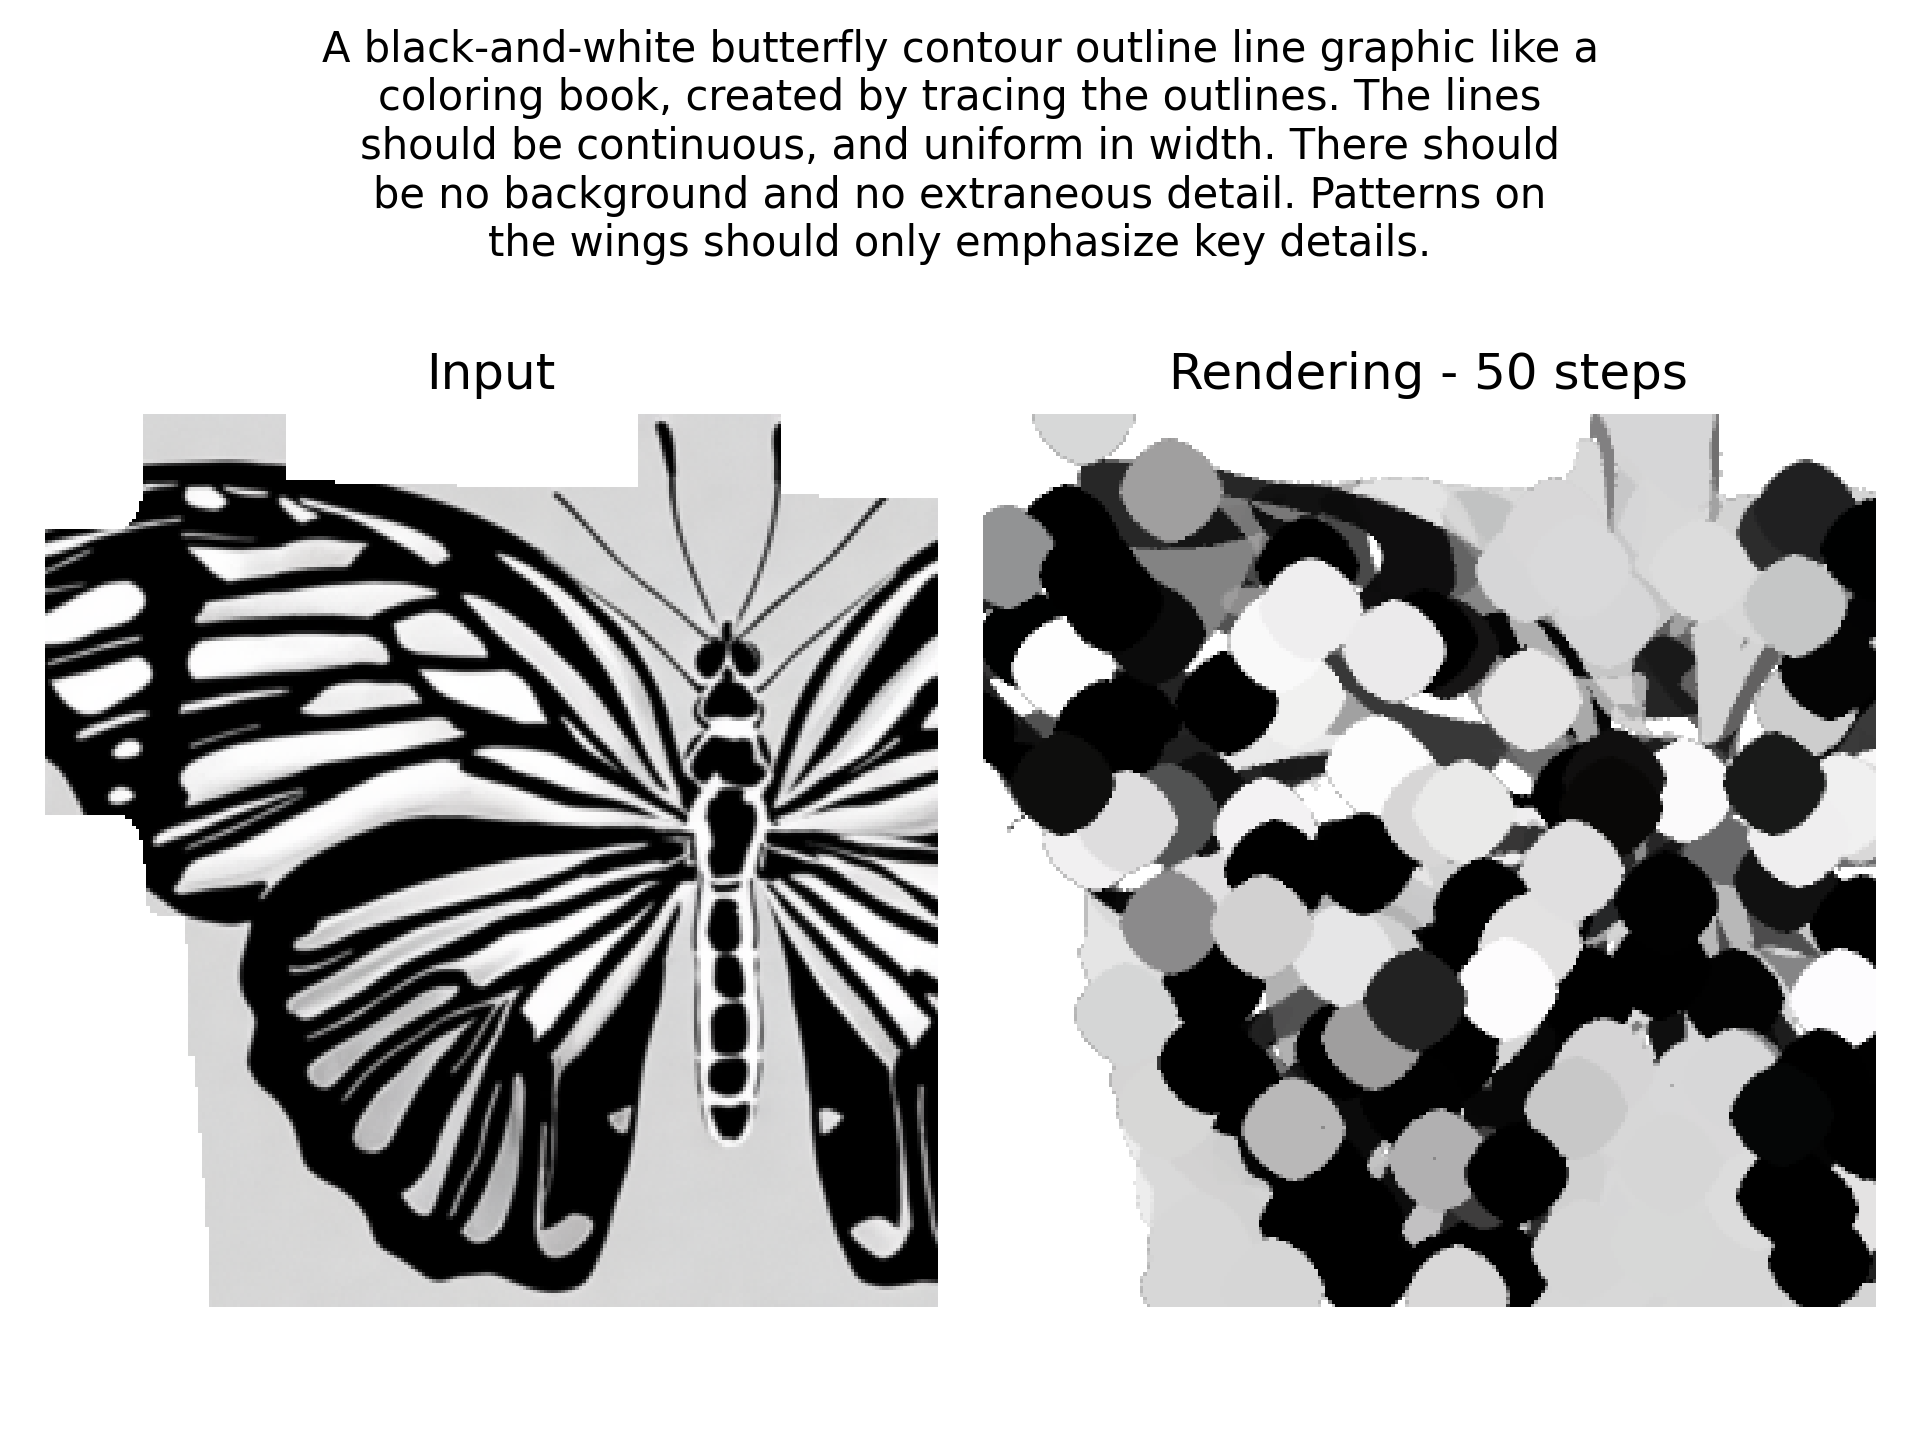 A black-and-white butterfly contour outline line graphic like a
coloring book, created by tracing the outlines. The lines
should be continuous, and uniform in width. There should
be no background and no extraneous detail. Patterns on
the wings should only emphasize key details.
Input
Rendering - 50 steps